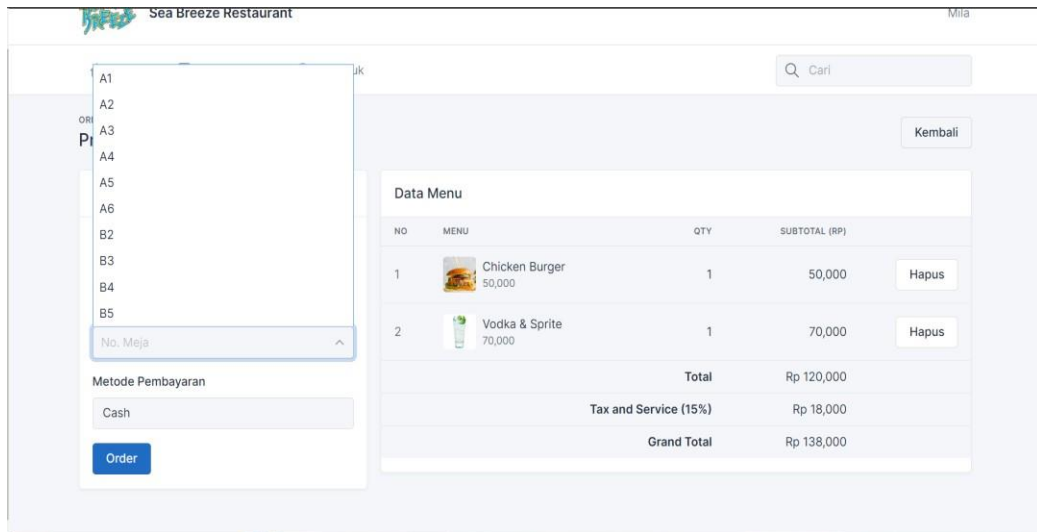 Sea Breeze Restaurant
Mila
Cari
A1
A2
A3
A4
A5
A6
B2
B3
B4
B5
No. Meja
Metode Pembayaran
Cash
Order
Kembali
Data Menu
NO MENU QTY SUBTOTAL (RP)
1 Chicken Burger 1 50,000 Hapus
50,000
2 Vodka & Sprite 1 70,000 Hapus
70,000
Total Rp 120,000
Tax and Service (15%) Rp 18,000
Grand Total Rp 138,000